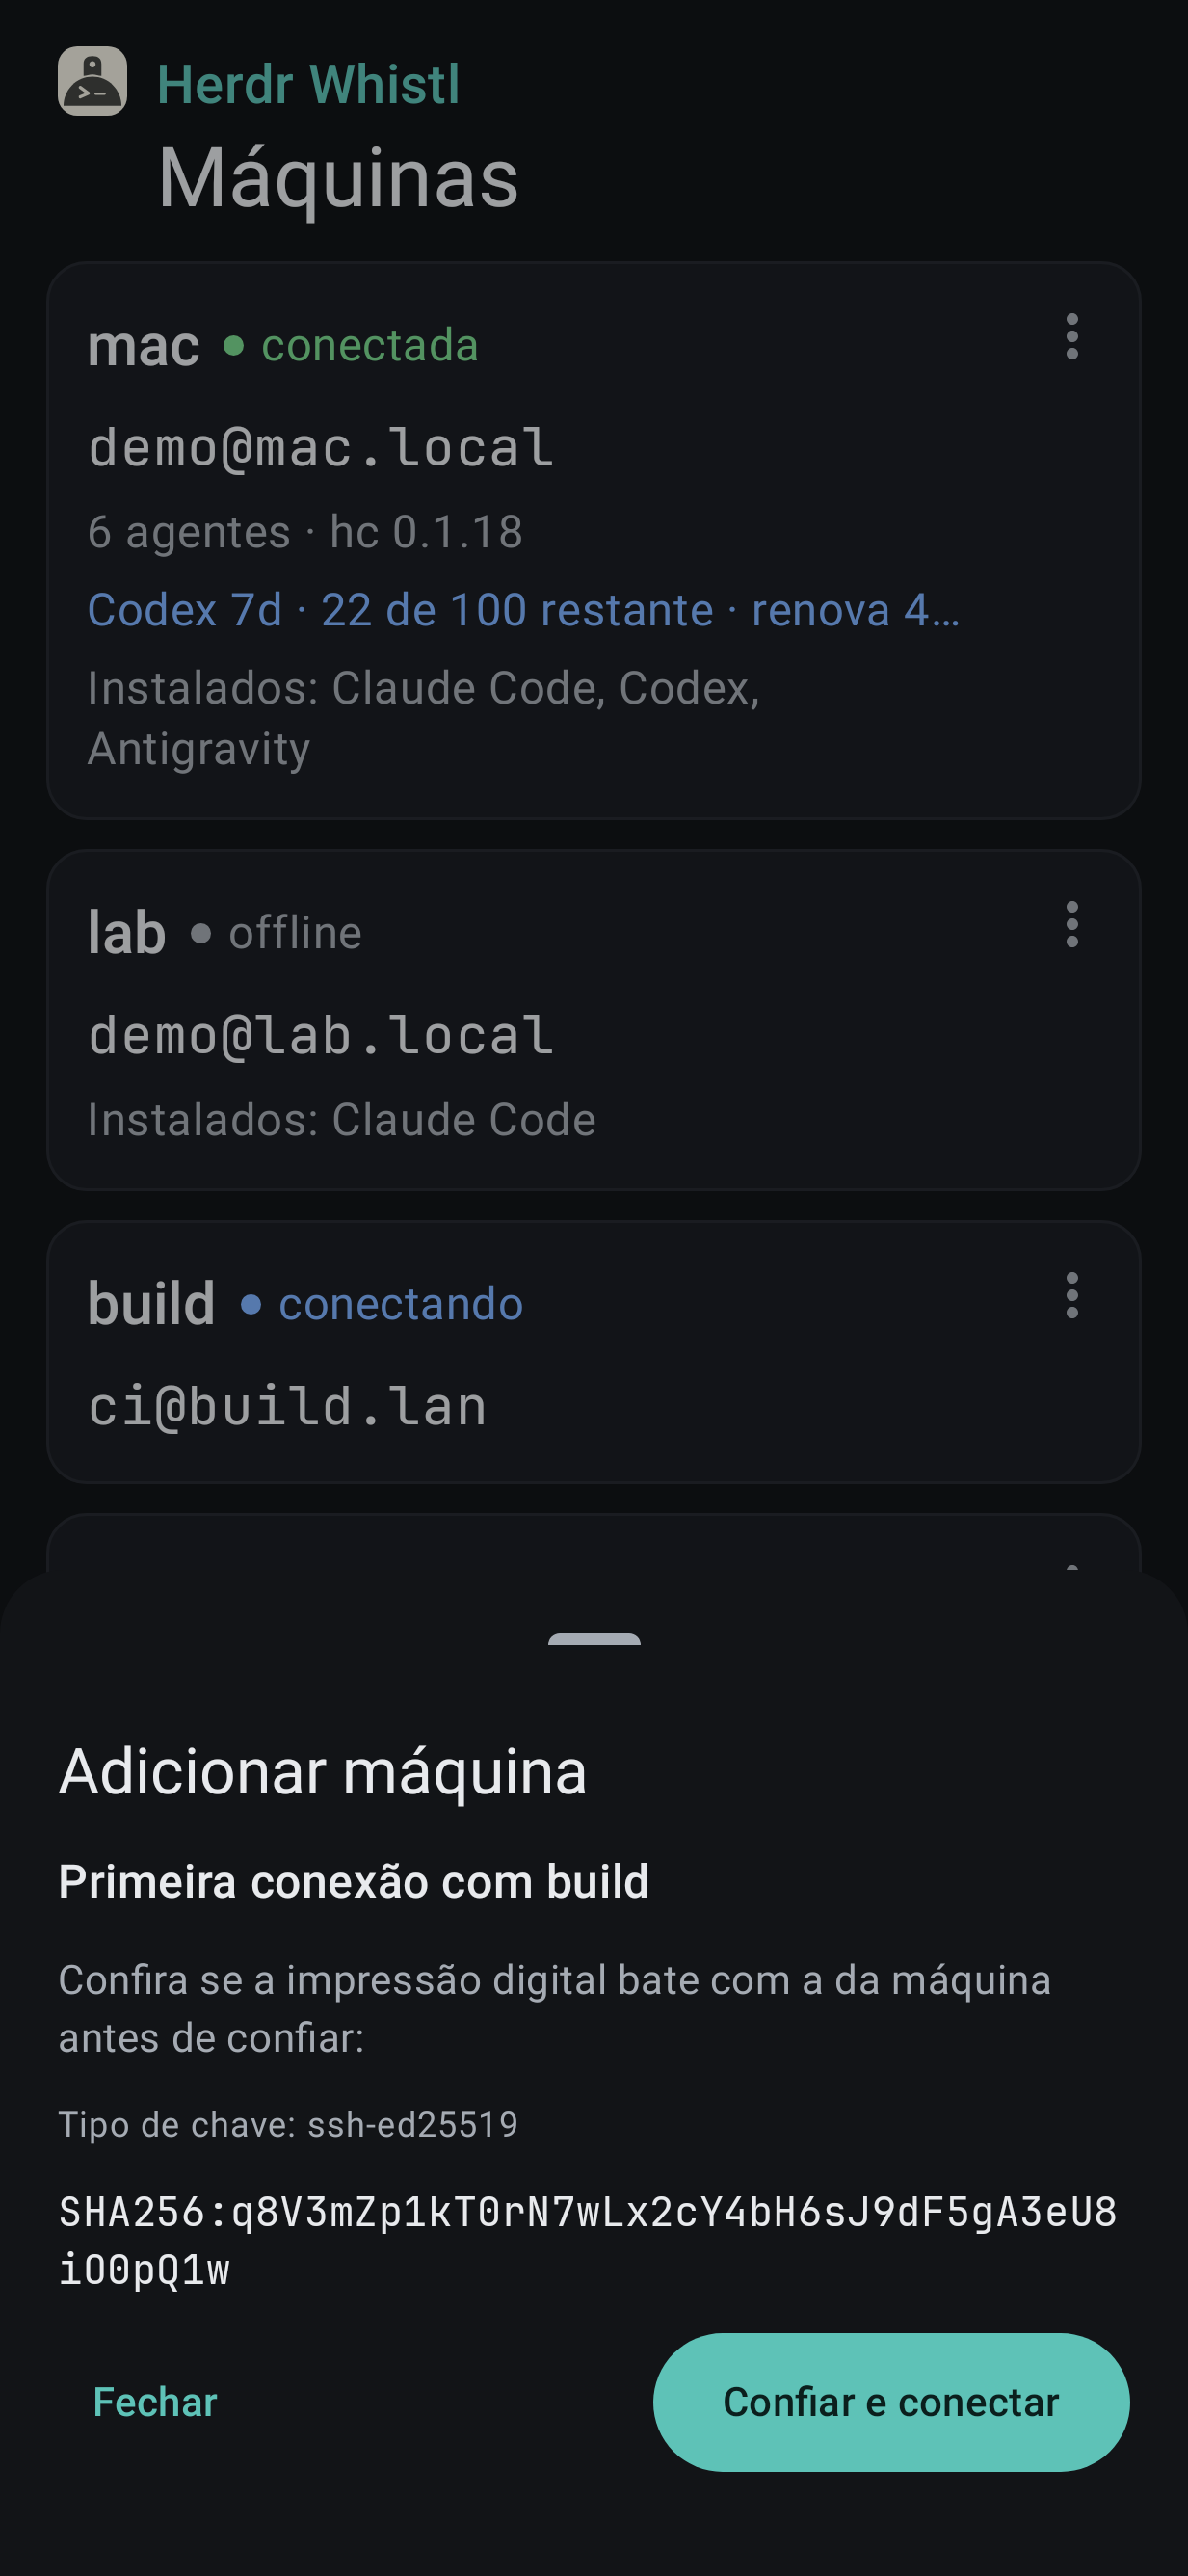 Herdr Whistl
Máquinas
mac conectada
demo@mac.local
6 agentes · hc 0.1.18
Codex 7d · 22 de 100 restante · renova 4…
Instalados: Claude Code, Codex,
Antigravity
lab offline
demo@lab.local
Instalados: Claude Code
build conectando
ci@build.lan
Adicionar máquina
Primeira conexão com build
Confira se a impressão digital bate com a da máquina
antes de confiar:
Tipo de chave: ssh-ed25519
SHA256:q8V3mZp1kT0rN7wLx2cY4bH6sJ9dF5gA3eU8
iO0pQ1w
Fechar
Confiar e conectar